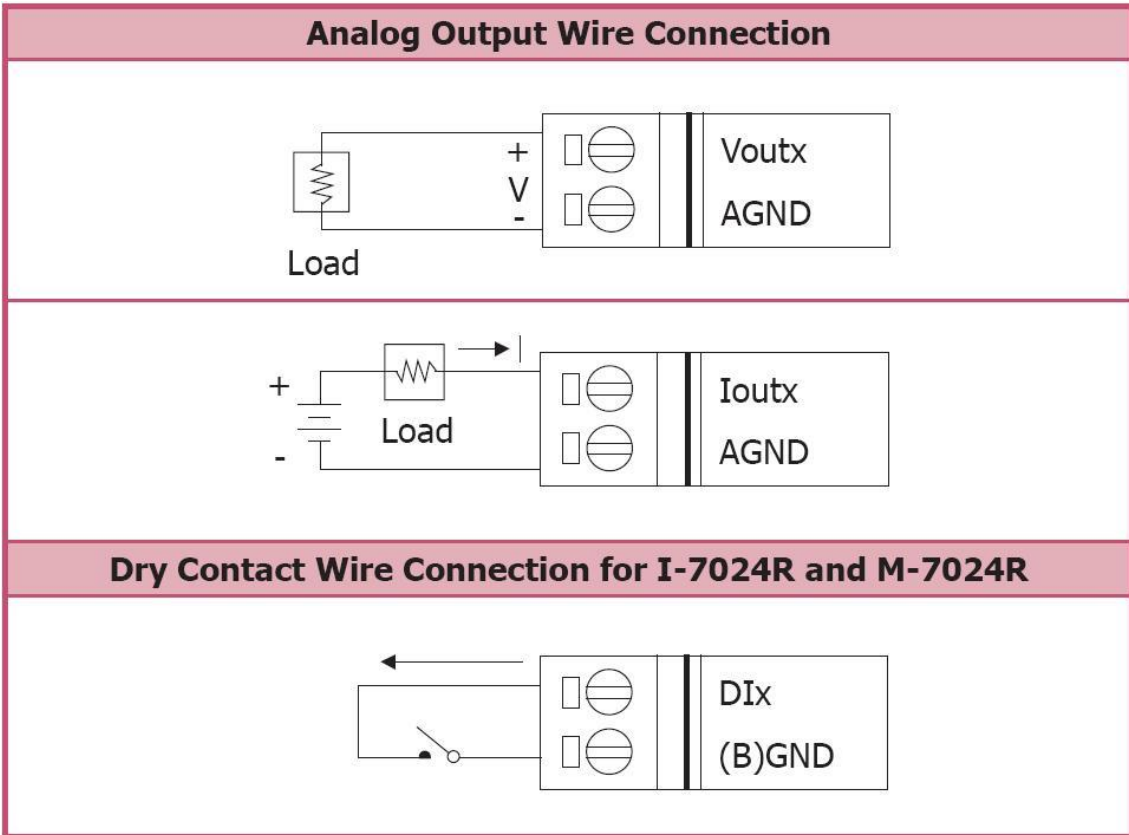 Analog Output Wire Connection
+
V
-
Voutx
AGND
Load
I
+
-
Load
Ioutx
AGND
Dry Contact Wire Connection for I-7024R and M-7024R
DIx
(B)GND